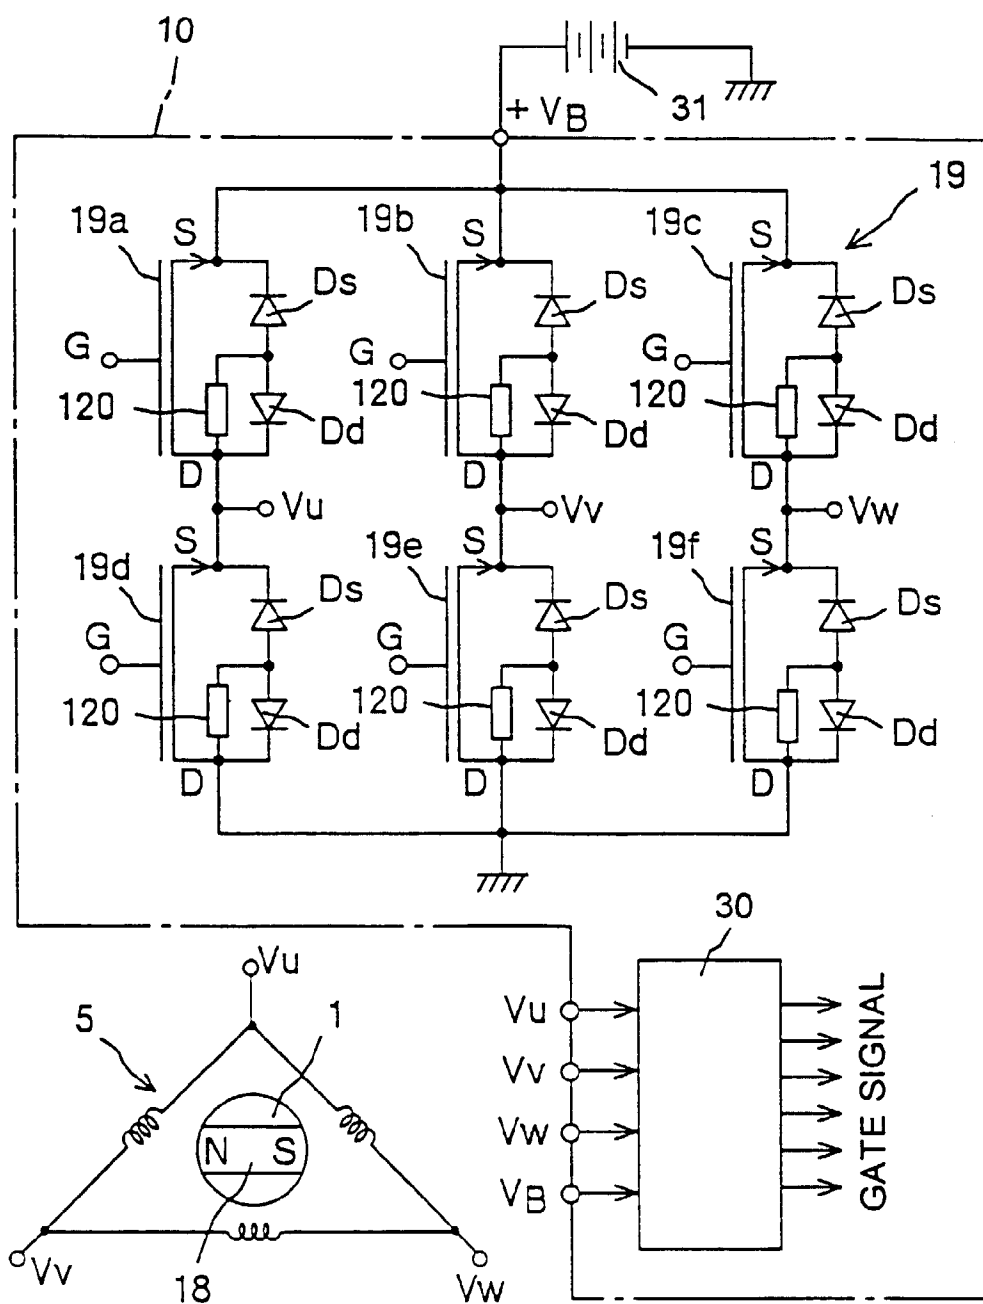 10
31
+ VB
19
19a
S
19b
S
19c
S
Ds
Ds
Ds
G
G
G
120
120
120
Dd
Dd
Dd
D
D
D
Vu
Vv
Vw
19d
S
19e
S
19f
S
Ds
Ds
Ds
G
G
G
120
120
120
Dd
Dd
Dd
D
D
D
30
Vu
5
1
Vu
Vv
Vw
VB
GATE SIGNAL
N S
Vv
18
Vw